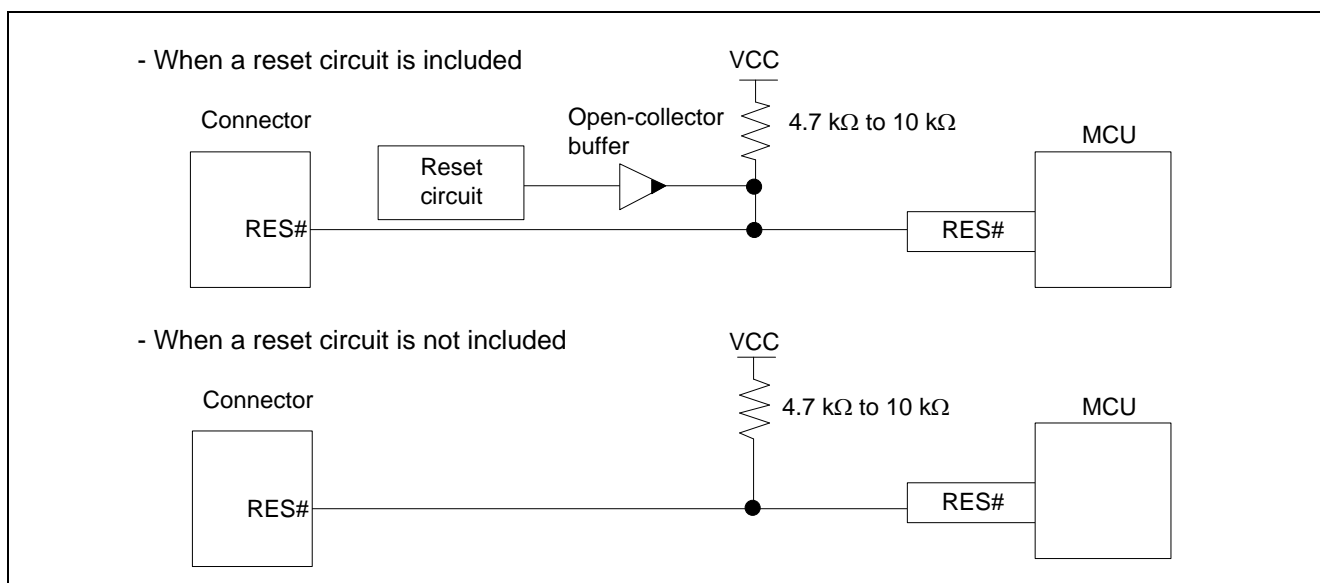 - When a reset circuit is included
VCC
Connector
Open-collector
buffer
4.7 kΩ to 10 kΩ
MCU
Reset
circuit
RES#
RES#
- When a reset circuit is not included
VCC
Connector
4.7 kΩ to 10 kΩ
MCU
RES#
RES#